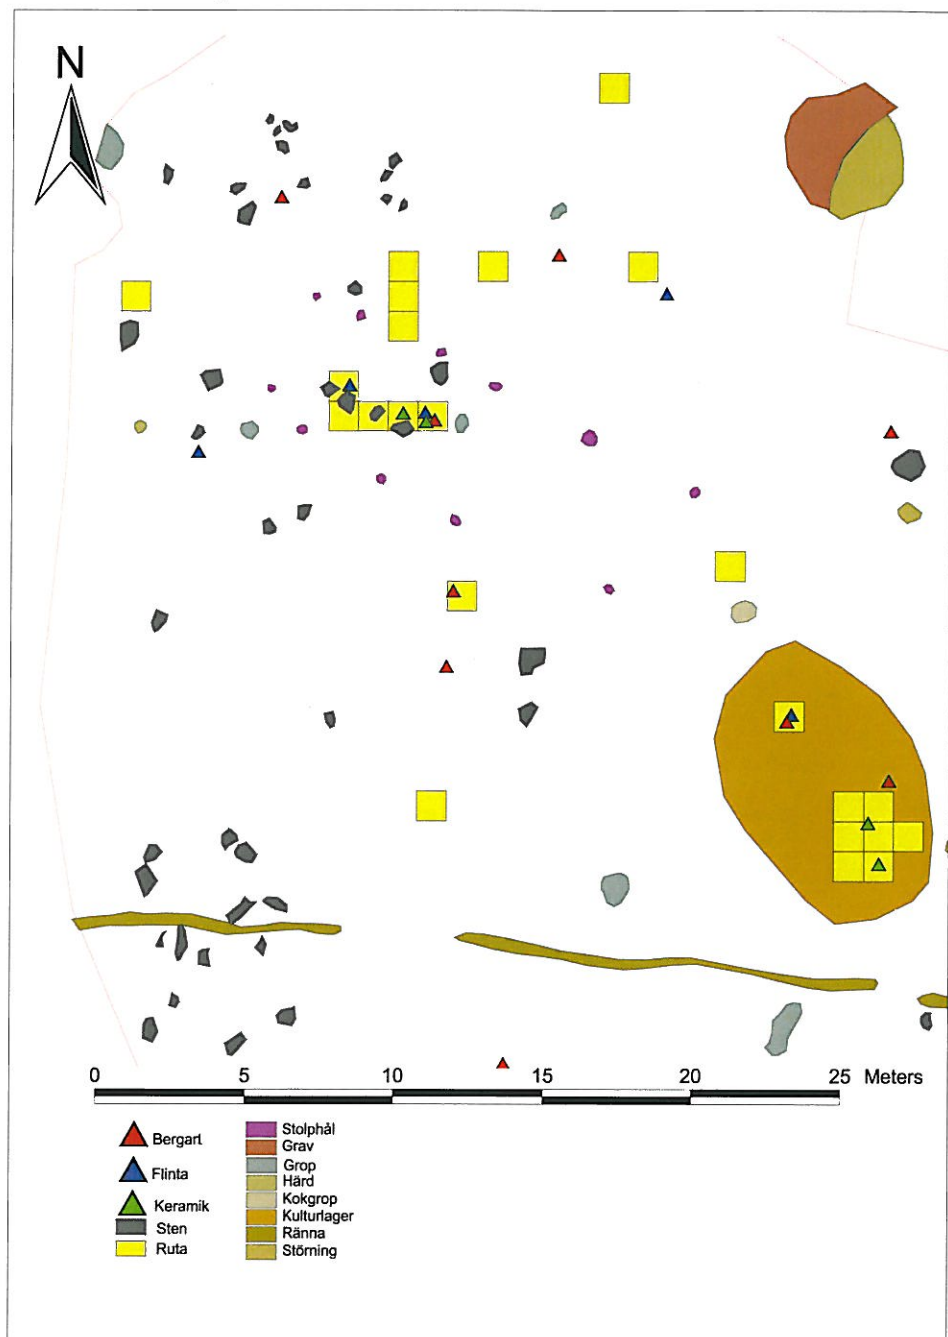 N
0 5 10 15 20 25 Meters
Bergart
Flinta
Keramik
Sten
Ruta
Stolphål
Grav
Grop
Härd
Kokgrop
Kulturlager
Ränna
Störning